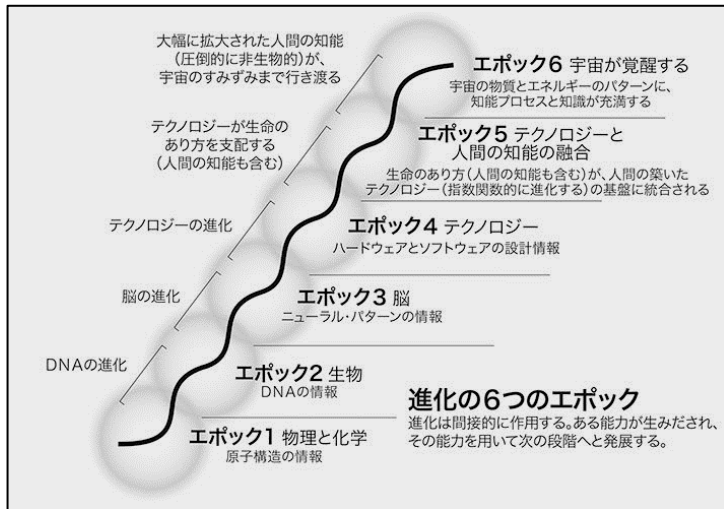 大幅に拡大された人間の知能
（圧倒的に非生物的）が、
宇宙のすみずみまで行き渡る
エポック6 宇宙が覚醒する
宇宙の物質とエネルギーのパターンに、
知能プロセスと知識が充満する
テクノロジーが生命の
あり方を支配する
（人間の知能も含む）
エポック5 テクノロジーと
人間の知能の融合
生命のあり方（人間の知能も含む）が、人間の築いた
テクノロジー（指数関数的に進化する）の基盤に統合される
テクノロジーの進化
エポック4 テクノロジー
ハードウェアとソフトウェアの設計情報
脳の進化
エポック3 脳
ニューラル・パターンの情報
DNAの進化
エポック2 生物
DNAの情報
エポック1 物理と化学
原子構造の情報
進化の6つのエポック
進化は間接的に作用する。ある能力が生みだされ、
その能力を用いて次の段階へと発展する。